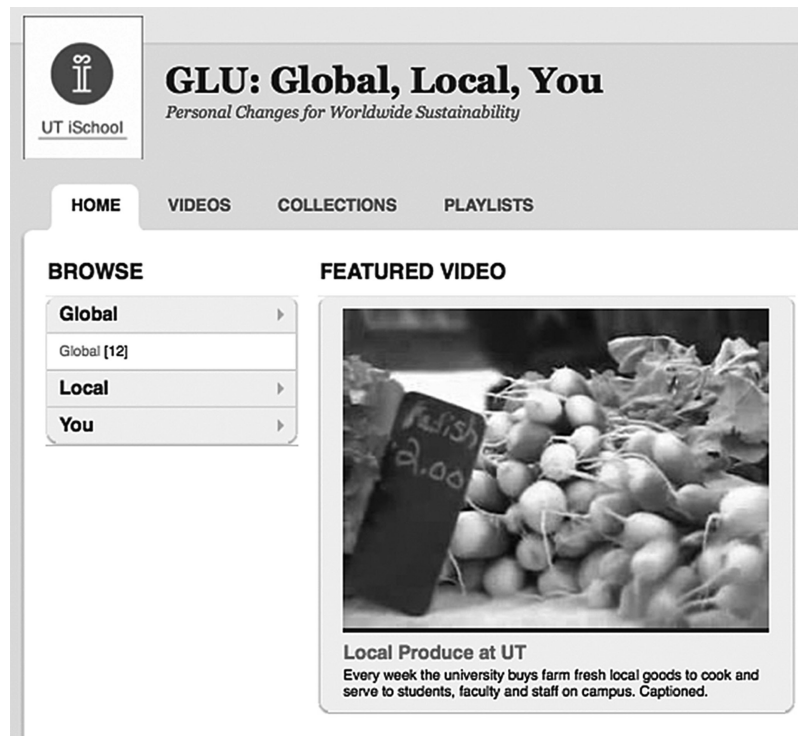 UT iSchool
GLU: Global, Local, You
Personal Changes for Worldwide Sustainability
HOME VIDEOS COLLECTIONS PLAYLISTS
BROWSE
Global
Global [12]
Local
You
FEATURED VIDEO
Radish
2.00
Local Produce at UT
Every week the university buys farm fresh local goods to cook and
serve to students, faculty and staff on campus. Captioned.